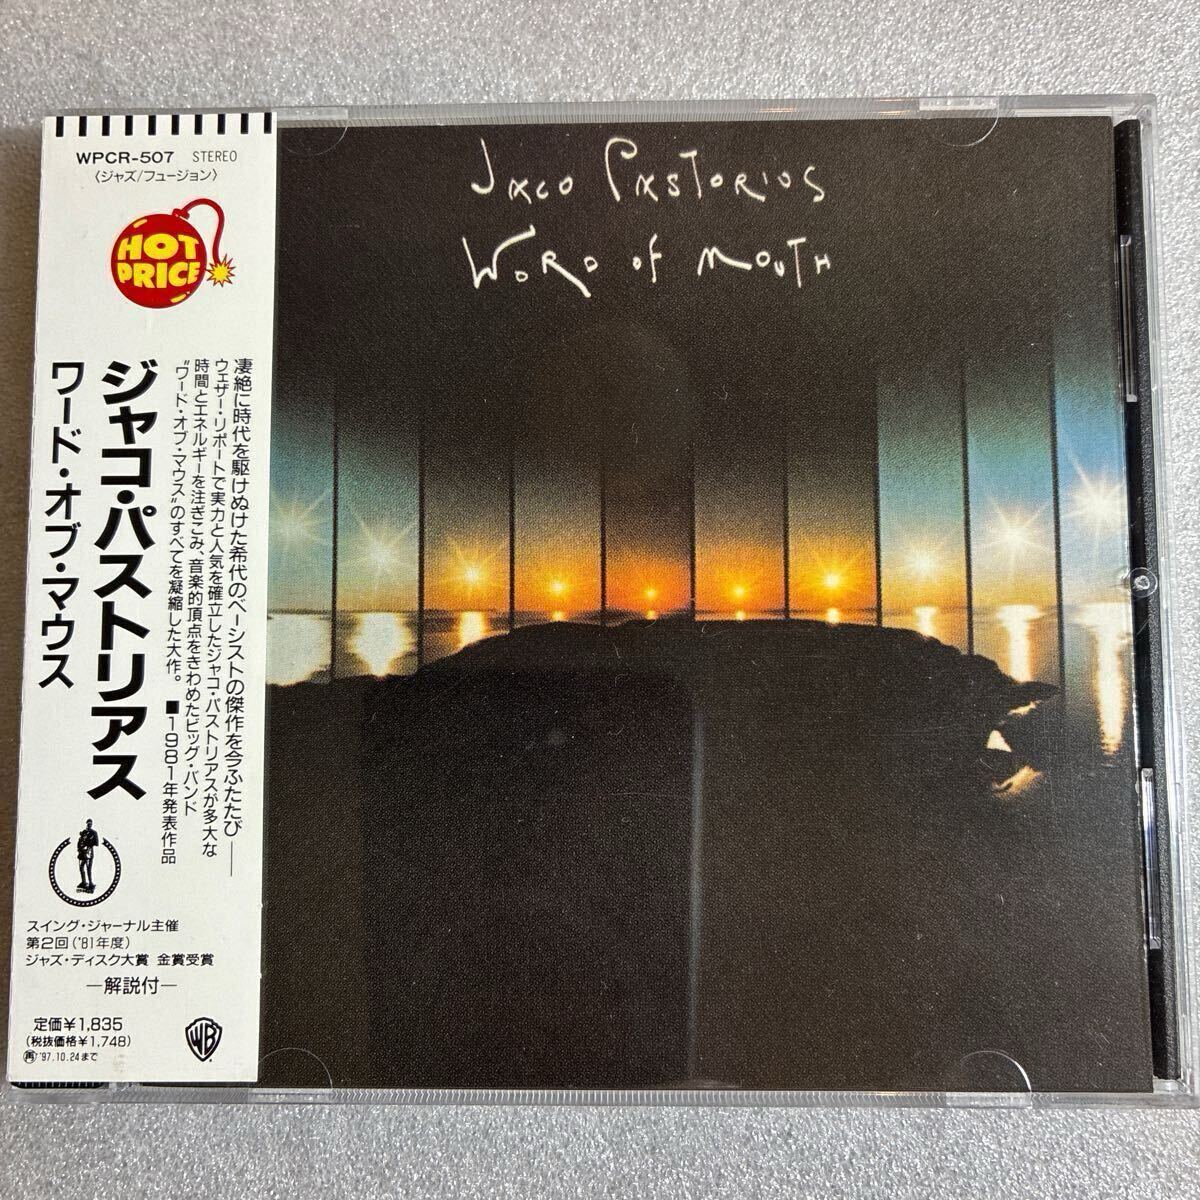 WPCR-507 STEREO
〈ジャズ/フュージョン〉
HOT
PRICE
ジャコ・パストリアス
ワード・オブ・マウス
凄絶に時代を駆けぬけた希代のベーシストの傑作を今ふたたび——
ウェザー・リポートで実力と人気を確立したジャコ・パストリアスが多大な
時間とエネルギーを注ぎこみ、音楽的頂点をきわめたビッグ・バンド
"ワード・オブ・マウス"のすべてを凝縮した大作。 ■1981年発表作品
スイング・ジャーナル主催
第2回('81年度)
ジャズ・ディスク大賞 金賞受賞
—解説付—
定価¥1,835
(税抜価格¥1,748)
再'97.10.24まで
WB
JACO PASTORIUS
WORD OF MOUTH